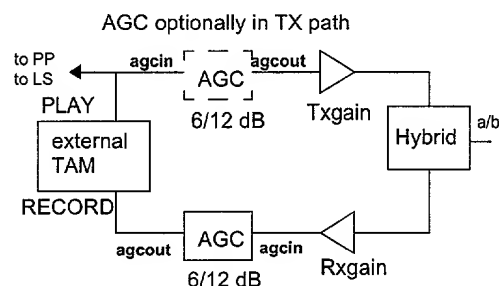 AGC optionally in TX path
to PP
to LS
agcin
AGC
agcout
6/12 dB
Txgain
PLAY
external
TAM
RECORD
Hybrid
a/b
agcout
AGC
agcin
6/12 dB
Rxgain